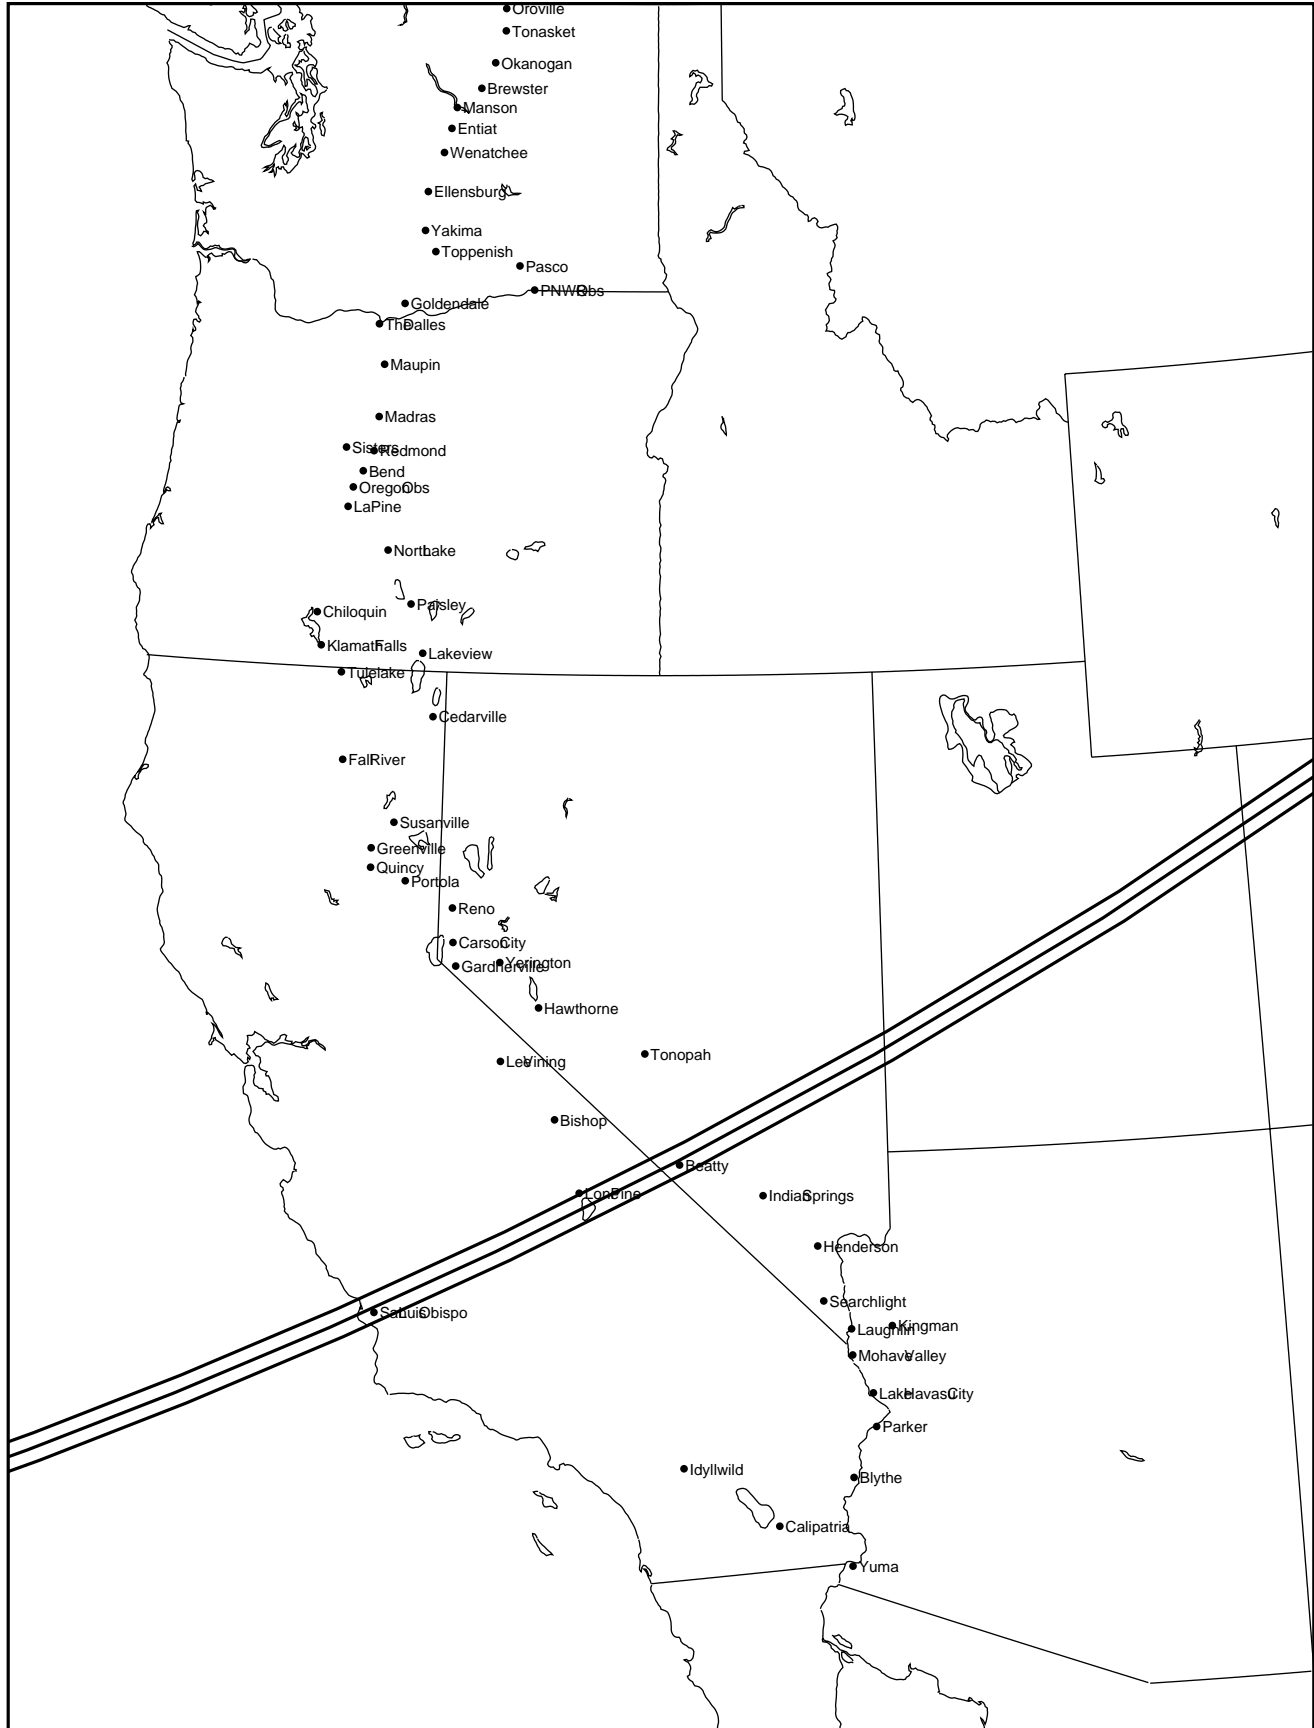 Oroville
Tonasket
Okanogan
Brewster
Manson
Entiat
Wenatchee
Ellensburg
Yakima
Toppenish
Pasco
PNWRObs
Goldendale
TheDalles
Maupin
Madras
Sisters
Redmond
Bend
OregonObs
LaPine
NorthLake
Paisley
Chiloquin
KlamathFalls
Lakeview
Tulelake
Cedarville
FallRiver
Susanville
Greenville
Quincy
Portola
Reno
CarsonCity
Yerington
Gardnerville
Hawthorne
Tonopah
LeeVining
Bishop
Beatty
LonePine
IndianSprings
Henderson
Searchlight
SanLuisObispo
Kingman
Laughlin
MohaveValley
LakeHavasuCity
Parker
Idyllwild
Blythe
Calipatria
Yuma